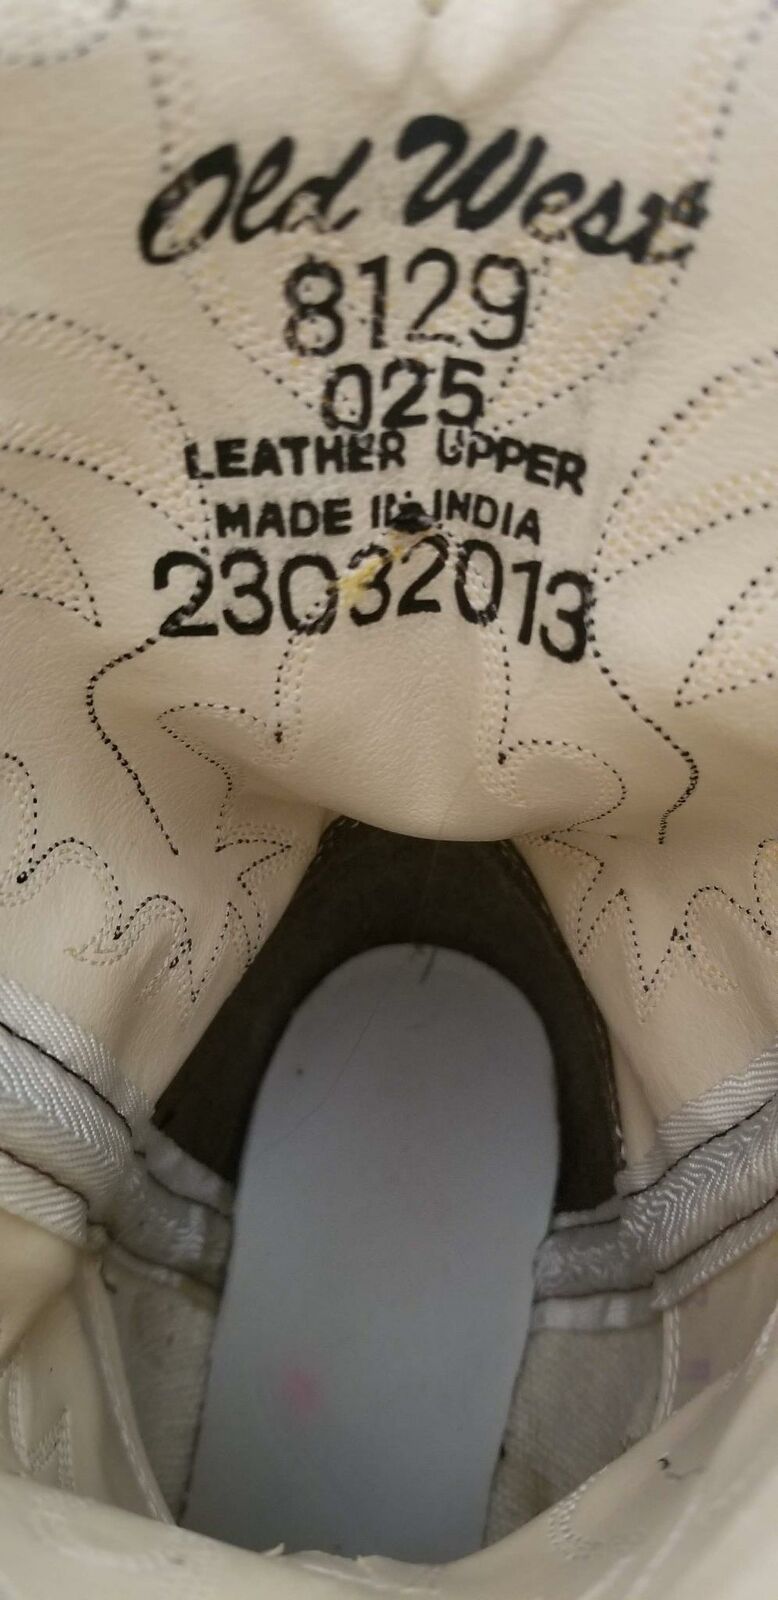 Old West
8129
025
LEATHER UPPER
MADE IN INDIA
23032013